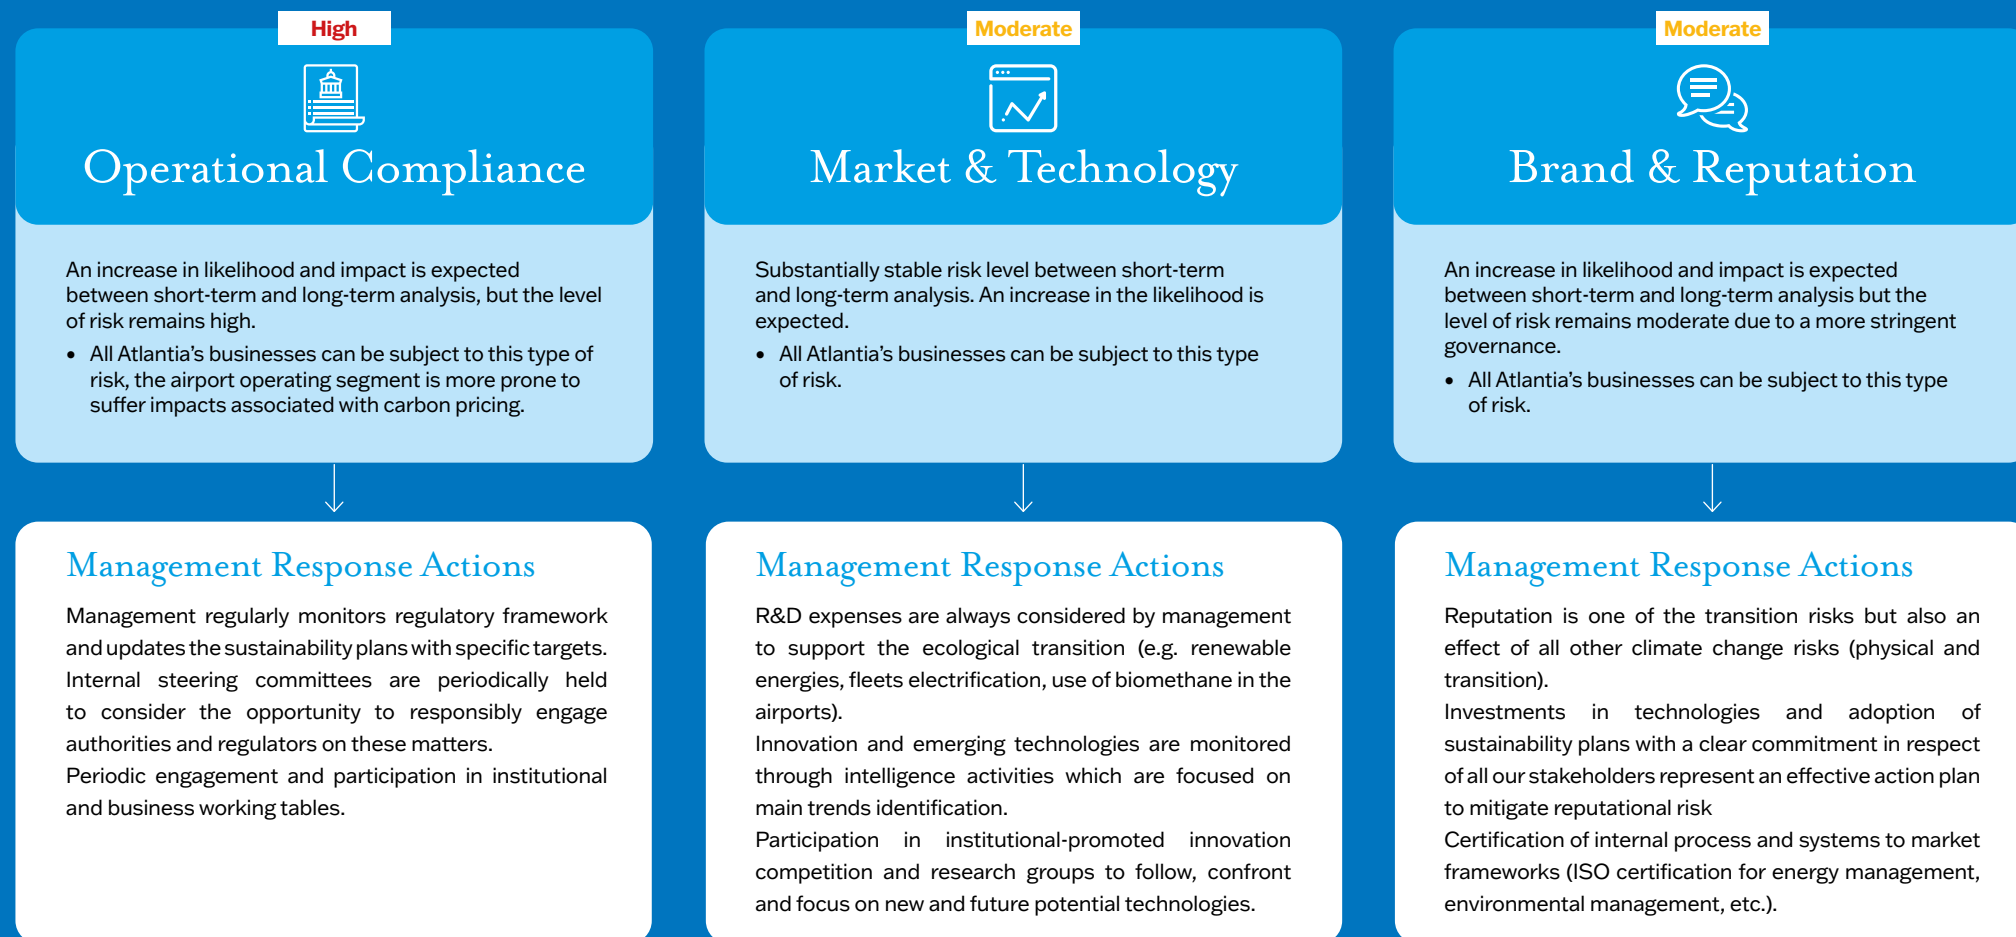 High
Operational Compliance
An increase in likelihood and impact is expected
between short-term and long-term analysis, but the level
of risk remains high.
• All Atlantia's businesses can be subject to this type of
risk, the airport operating segment is more prone to
suffer impacts associated with carbon pricing.
Management Response Actions
Management regularly monitors regulatory framework
and updates the sustainability plans with specific targets.
Internal steering committees are periodically held
to consider the opportunity to responsibly engage
authorities and regulators on these matters.
Periodic engagement and participation in institutional
and business working tables.
Moderate
Market & Technology
Substantially stable risk level between short-term
and long-term analysis. An increase in the likelihood is
expected.
• All Atlantia's businesses can be subject to this type
of risk.
Management Response Actions
R&D expenses are always considered by management
to support the ecological transition (e.g. renewable
energies, fleets electrification, use of biomethane in the
airports).
Innovation and emerging technologies are monitored
through intelligence activities which are focused on
main trends identification.
Participation in institutional-promoted innovation
competition and research groups to follow, confront
and focus on new and future potential technologies.
Moderate
Brand & Reputation
An increase in likelihood and impact is expected
between short-term and long-term analysis but the
level of risk remains moderate due to a more stringent
governance.
• All Atlantia's businesses can be subject to this type
of risk.
Management Response Actions
Reputation is one of the transition risks but also an
effect of all other climate change risks (physical and
transition).
Investments in technologies and adoption of
sustainability plans with a clear commitment in respect
of all our stakeholders represent an effective action plan
to mitigate reputational risk
Certification of internal process and systems to market
frameworks (ISO certification for energy management,
environmental management, etc.).